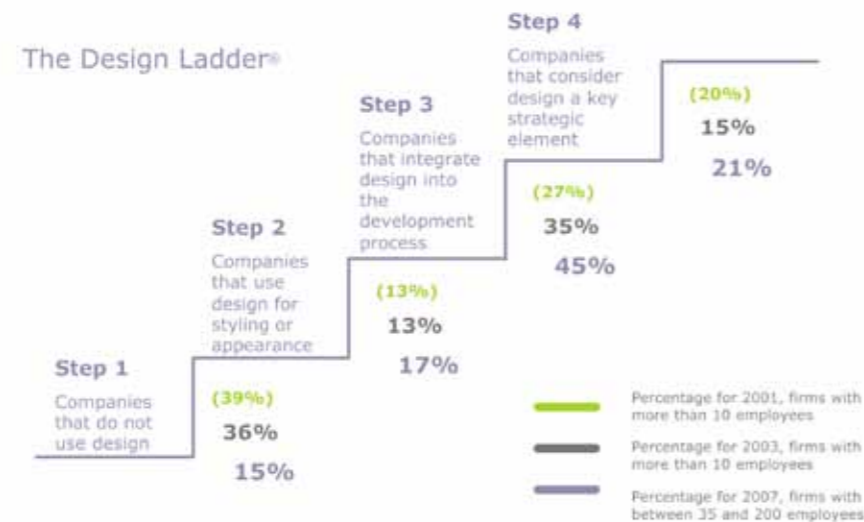 The Design Ladder®
Step 1
Companies
that do not
use design
(39%)
36%
15%
Step 2
Companies
that use
design for
styling or
appearance
(13%)
13%
17%
Step 3
Companies
that integrate
design into
the
development
process
(27%)
35%
45%
Step 4
Companies
that consider
design a key
strategic
element
(20%)
15%
21%
Percentage for 2001, firms with
more than 10 employees
Percentage for 2003, firms with
more than 10 employees
Percentage for 2007, firms with
between 35 and 200 employees